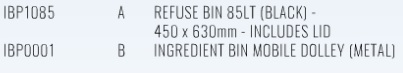 IBP1085 A REFUSE BIN 85LT (BLACK) -
450 x 630mm - INCLUDES LID
IBP0001 B INGREDIENT BIN MOBILE DOLLEY (METAL)